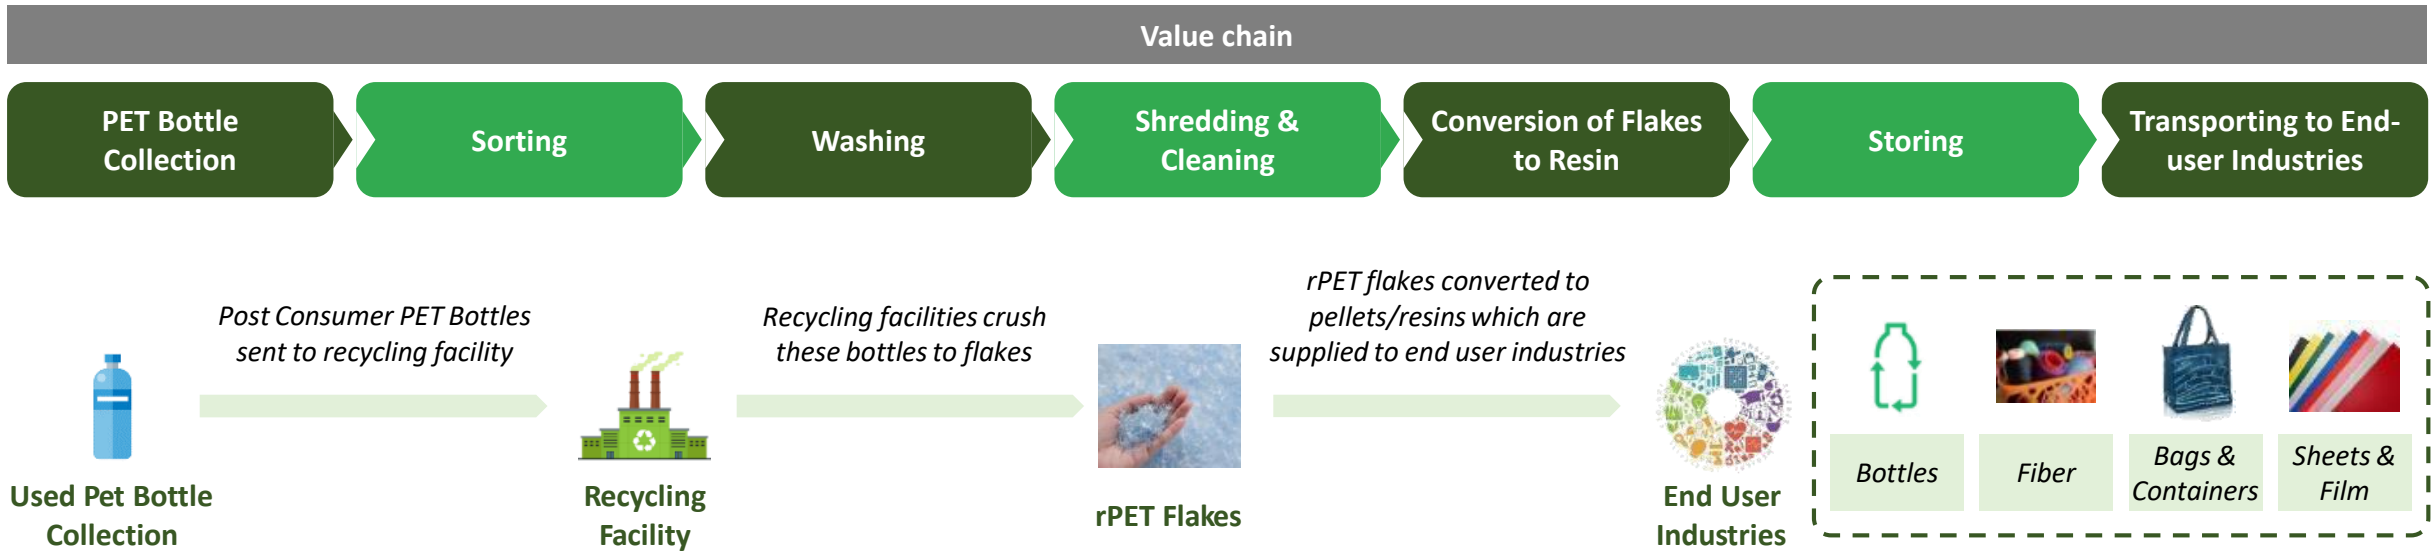 Value chain
PET Bottle
Collection
Sorting
Washing
Shredding &
Cleaning
Conversion of Flakes
to Resin
Storing
Transporting to End-
user Industries
Post Consumer PET Bottles
sent to recycling facility
Recycling facilities crush
these bottles to flakes
rPET flakes converted to
pellets/resins which are
supplied to end user industries
Used Pet Bottle
Collection
Recycling
Facility
rPET Flakes
End User
Industries
Bottles
Fiber
Bags &
Containers
Sheets &
Film